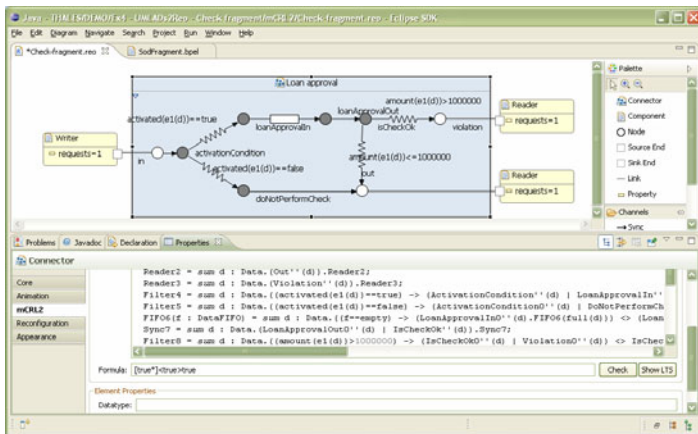 Java - THALES/DEMO/Ex4 - UMLADs2Reo - Check-fragment/mCRL2/Check-fragment.reo - Eclipse SDK
File Edit Diagram Navigate Search Project Run Window Help
*Check-fragment.reo
SodFragment.bpel
Loan approval
Palette
Connector
Component
Node
Source End
Sink End
Link
Property
Channels
Sync
amount(e1(d))>1000000
Reader
requests=1
activated(e1(d))==true
loanApprovalOut
loanApprovalIn
isCheckOk
violation
Writer
requests=1
in
activationCondition
amount(e1(d))<=1000000
activated(e1(d))==false
out
Reader
requests=1
doNotPerformCheck
Problems Javadoc Declaration Properties
Connector
Core
Animation
mCRL2
Reconfiguration
Appearance
Reader2 = sum d : Data.(Out''(d)).Reader2;
Reader3 = sum d : Data.(Violation''(d)).Reader3;
Filter4 = sum d : Data.((activated(e1(d))==true) -> (ActivationCondition''(d) | LoanApprovalIn''
Filter5 = sum d : Data.((activated(e1(d))==false) -> (ActivationCondition0''(d) | DoNotPerformCh
FIFO6(f : DataFIFO) = sum d : Data.((f==empty) -> (LoanApprovalIn0''(d).FIFO6(full(d))) <> (Loan
Sync7 = sum d : Data.(LoanApprovalOut0''(d) | IsCheckOk''(d)).Sync7;
Filter8 = sum d : Data.((amount(e1(d))>1000000) -> (IsCheckOk0''(d) | Violation0''(d)) <> IsChec
Formula: [true*]<true>true
Check
Show LTS
Element Properties
Datatype: